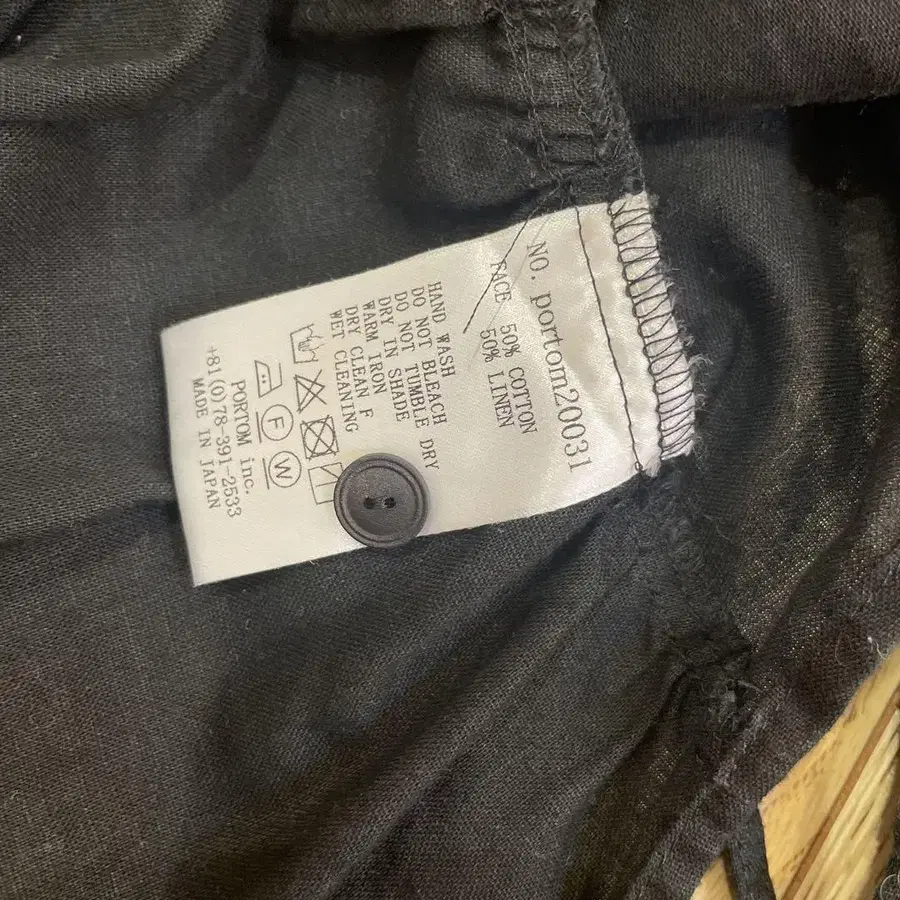 NO. portom20031
FACE 50% COTTON
50% LINEN
HAND WASH
DO NOT BLEACH
DO NOT TUMBLE DRY
DRY IN SHADE
WARM IRON
DRY CLEAN F
WET CLEANING
F
W
PORTOM inc.
+81(0)78-391-2533
MADE IN JAPAN